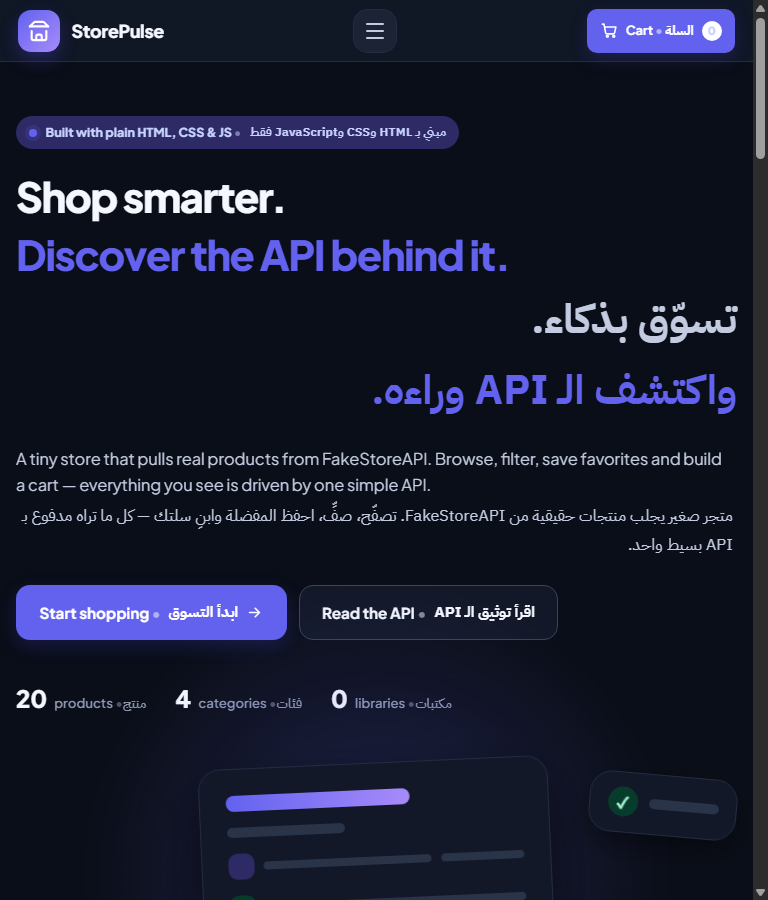 StorePulse
Cart • السلة 0
Built with plain HTML, CSS & JS • مبني بـ HTML وCSS وJavaScript فقط
Shop smarter.
Discover the API behind it.
تسوّق بذكاء.
واكتشف الـ API وراءه.
A tiny store that pulls real products from FakeStoreAPI. Browse, filter, save favorites and build
a cart — everything you see is driven by one simple API.
متجر صغير يجلب منتجات حقيقية من FakeStoreAPI. تصفّح، صفِّ، احفظ المفضلة وابنِ سلتك — كل ما تراه مدفوع بـ
API بسيط واحد.
Start shopping • ابدأ التسوق →
Read the API • اقرأ توثيق الـ API
20 products • منتج 4 categories • فئات 0 libraries • مكتبات